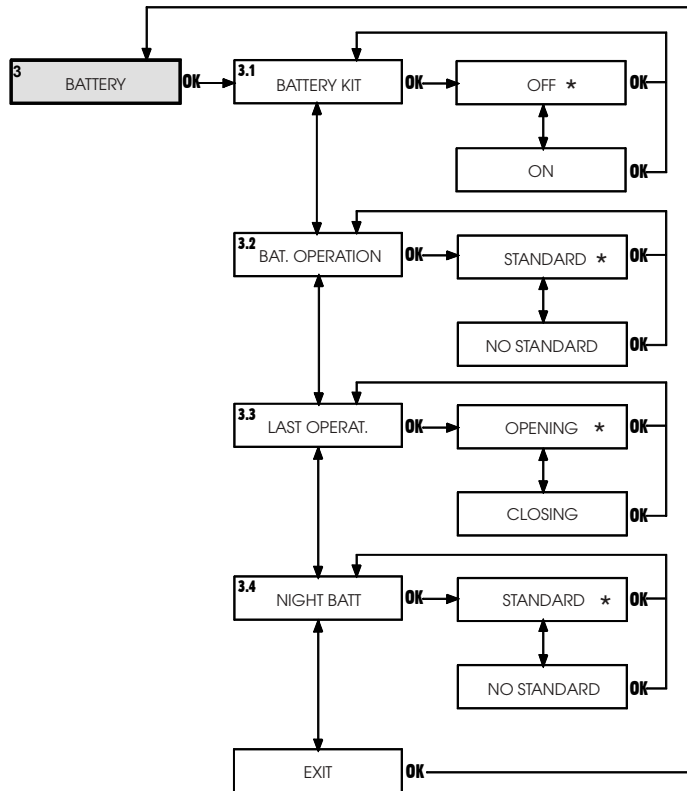 3
BATTERY
OK
3.1
BATTERY KIT
OK
OFF *
OK
ON
OK
3.2
BAT. OPERATION
OK
STANDARD *
OK
NO STANDARD
OK
3.3
LAST OPERAT.
OK
OPENING *
OK
CLOSING
OK
3.4
NIGHT BATT
OK
STANDARD *
OK
NO STANDARD
OK
EXIT
OK